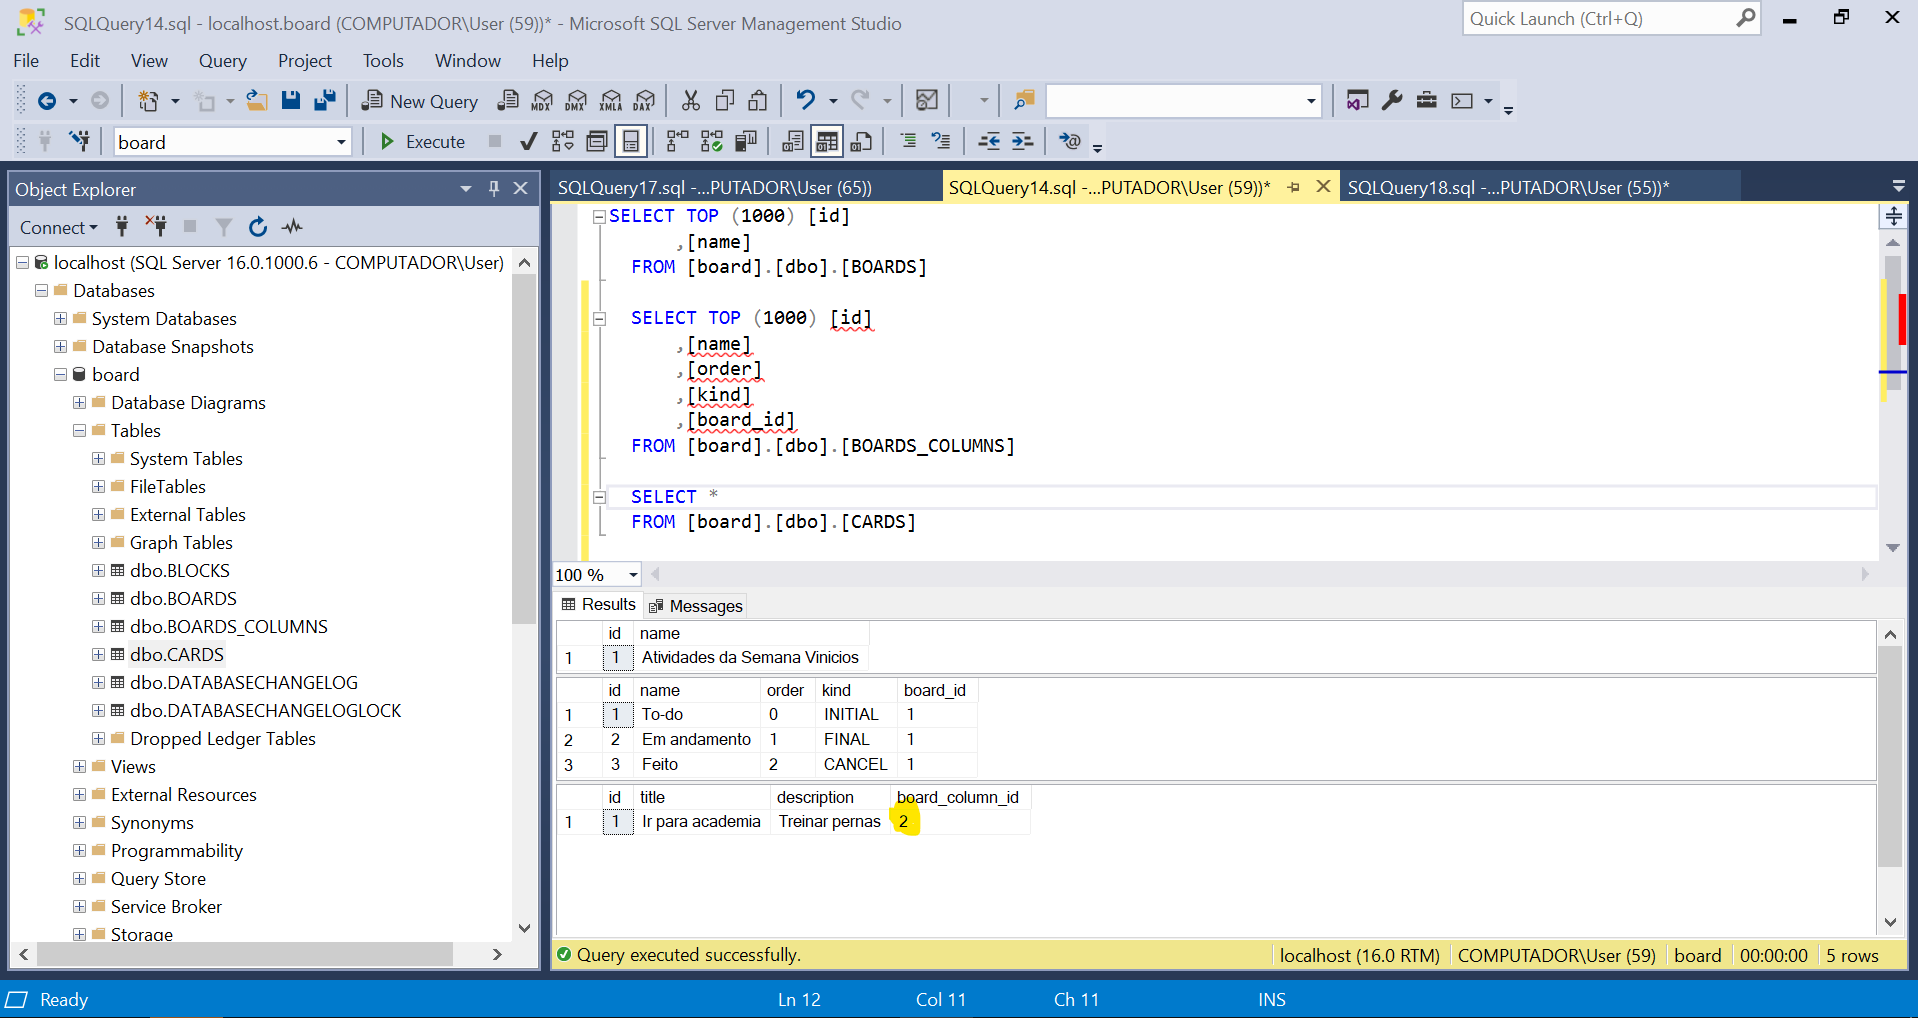 SQLQuery14.sql - localhost.board (COMPUTADOR\User (59))* - Microsoft SQL Server Management Studio
Quick Launch (Ctrl+Q)
File Edit View Query Project Tools Window Help
New Query MDX DMX XMLA DAX
board Execute
Object Explorer
Connect
localhost (SQL Server 16.0.1000.6 - COMPUTADOR\User)
Databases
System Databases
Database Snapshots
board
Database Diagrams
Tables
System Tables
FileTables
External Tables
Graph Tables
dbo.BLOCKS
dbo.BOARDS
dbo.BOARDS_COLUMNS
dbo.CARDS
dbo.DATABASECHANGELOG
dbo.DATABASECHANGELOGLOCK
Dropped Ledger Tables
Views
External Resources
Synonyms
Programmability
Query Store
Service Broker
Storage
SQLQuery17.sql -...PUTADOR\User (65)) SQLQuery14.sql -...PUTADOR\User (59))* SQLQuery18.sql -...PUTADOR\User (55))*
SELECT TOP (1000) [id]
,[name]
FROM [board].[dbo].[BOARDS]
SELECT TOP (1000) [id]
,[name]
,[order]
,[kind]
,[board_id]
FROM [board].[dbo].[BOARDS_COLUMNS]
SELECT *
FROM [board].[dbo].[CARDS]
100 %
Results Messages
id name
1 1 Atividades da Semana Vinicios
id name order kind board_id
1 1 To-do 0 INITIAL 1
2 2 Em andamento 1 FINAL 1
3 3 Feito 2 CANCEL 1
id title description board_column_id
1 1 Ir para academia Treinar pernas 2
Query executed successfully. localhost (16.0 RTM) COMPUTADOR\User (59) board 00:00:00 5 rows
Ready Ln 12 Col 11 Ch 11 INS